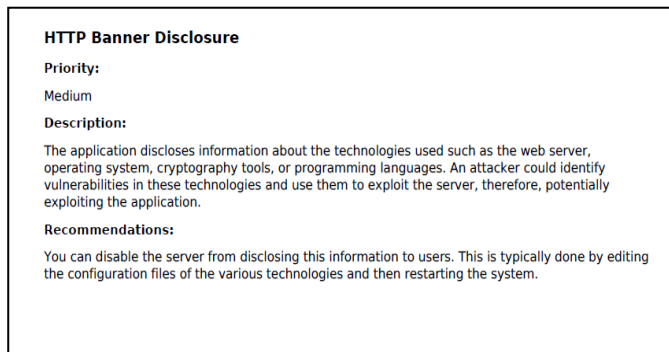 HTTP Banner Disclosure
Priority:
Medium
Description:
The application discloses information about the technologies used such as the web server,
operating system, cryptography tools, or programming languages. An attacker could identify
vulnerabilities in these technologies and use them to exploit the server, therefore, potentially
exploiting the application.
Recommendations:
You can disable the server from disclosing this information to users. This is typically done by editing
the configuration files of the various technologies and then restarting the system.